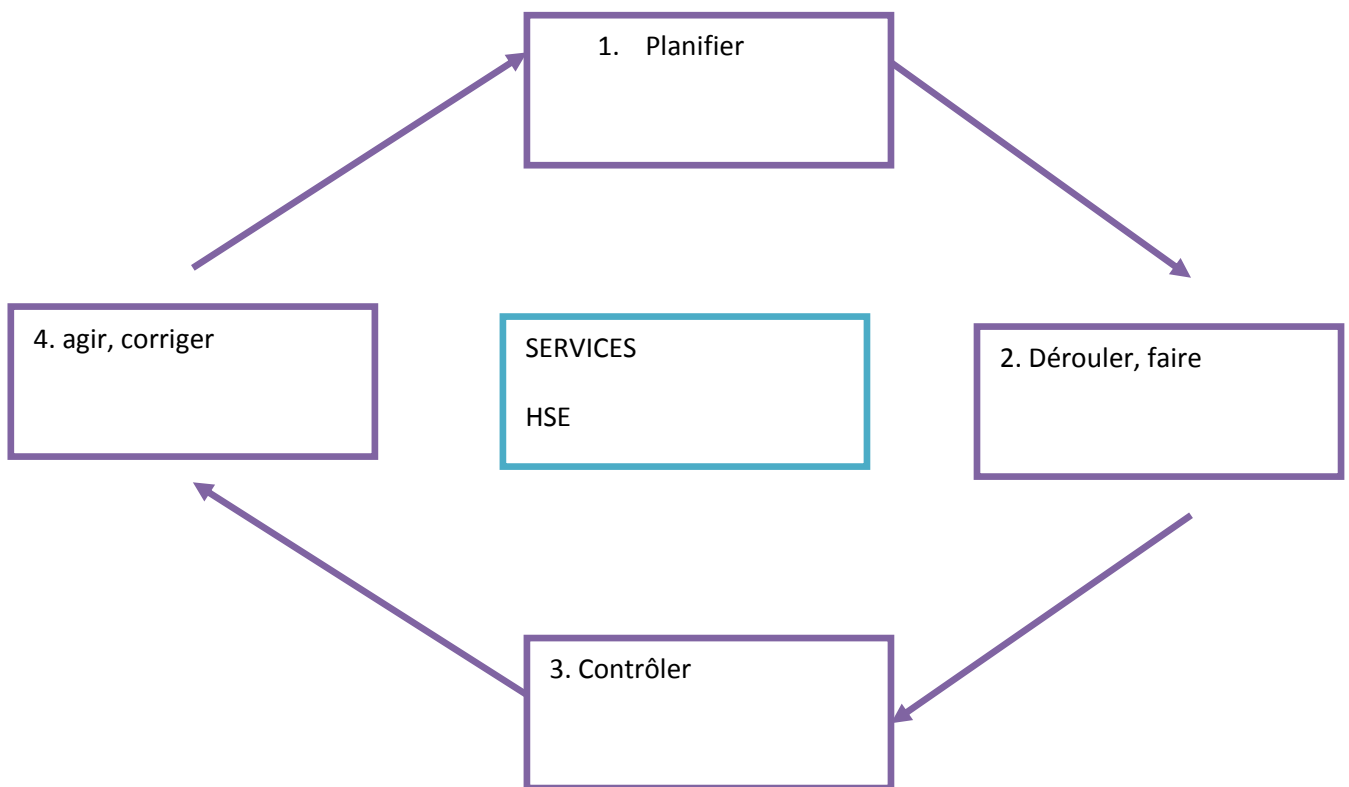 1. Planifier
4. agir, corriger
SERVICES
HSE
2. Dérouler, faire
3. Contrôler